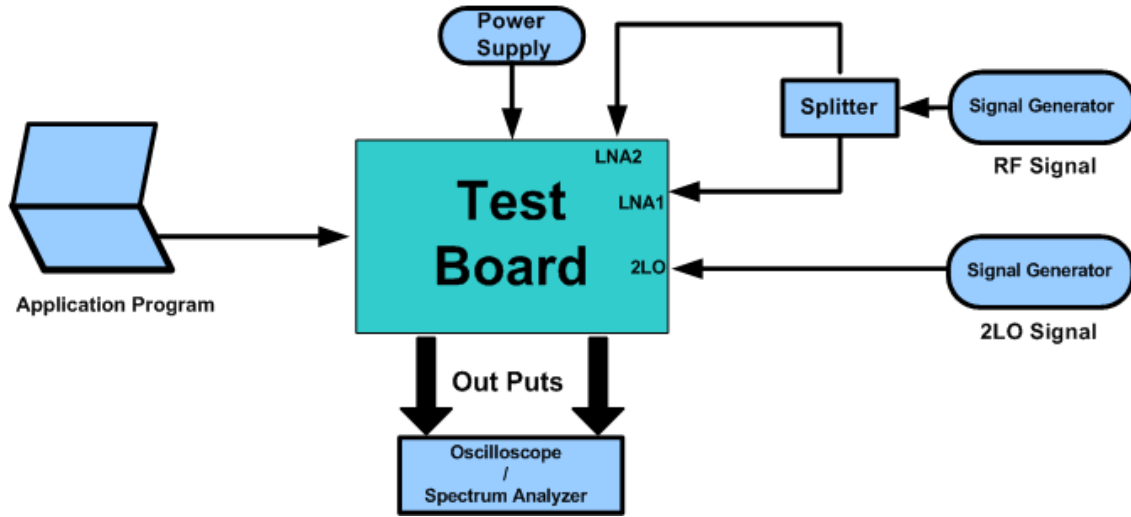 Power
Supply
Splitter
Signal Generator
RF Signal
LNA2
LNA1
Test
Board
2LO
Signal Generator
2LO Signal
Application Program
Out Puts
Oscilloscope
/
Spectrum Analyzer